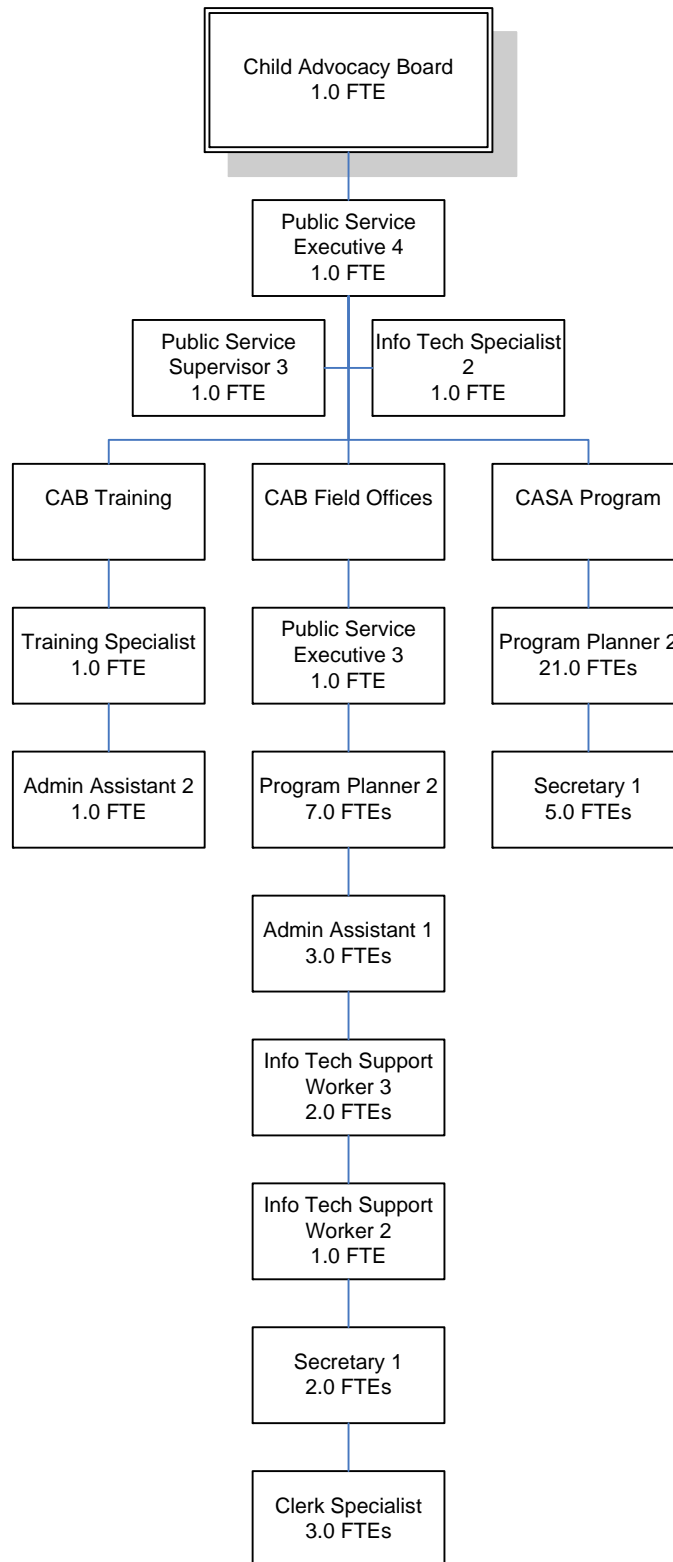 Child Advocacy Board
1.0 FTE
Public Service
Executive 4
1.0 FTE
Public Service
Supervisor 3
1.0 FTE
Info Tech Specialist
2
1.0 FTE
CAB Training
CAB Field Offices
CASA Program
Training Specialist
1.0 FTE
Public Service
Executive 3
1.0 FTE
Program Planner 2
21.0 FTEs
Admin Assistant 2
1.0 FTE
Program Planner 2
7.0 FTEs
Secretary 1
5.0 FTEs
Admin Assistant 1
3.0 FTEs
Info Tech Support
Worker 3
2.0 FTEs
Info Tech Support
Worker 2
1.0 FTE
Secretary 1
2.0 FTEs
Clerk Specialist
3.0 FTEs